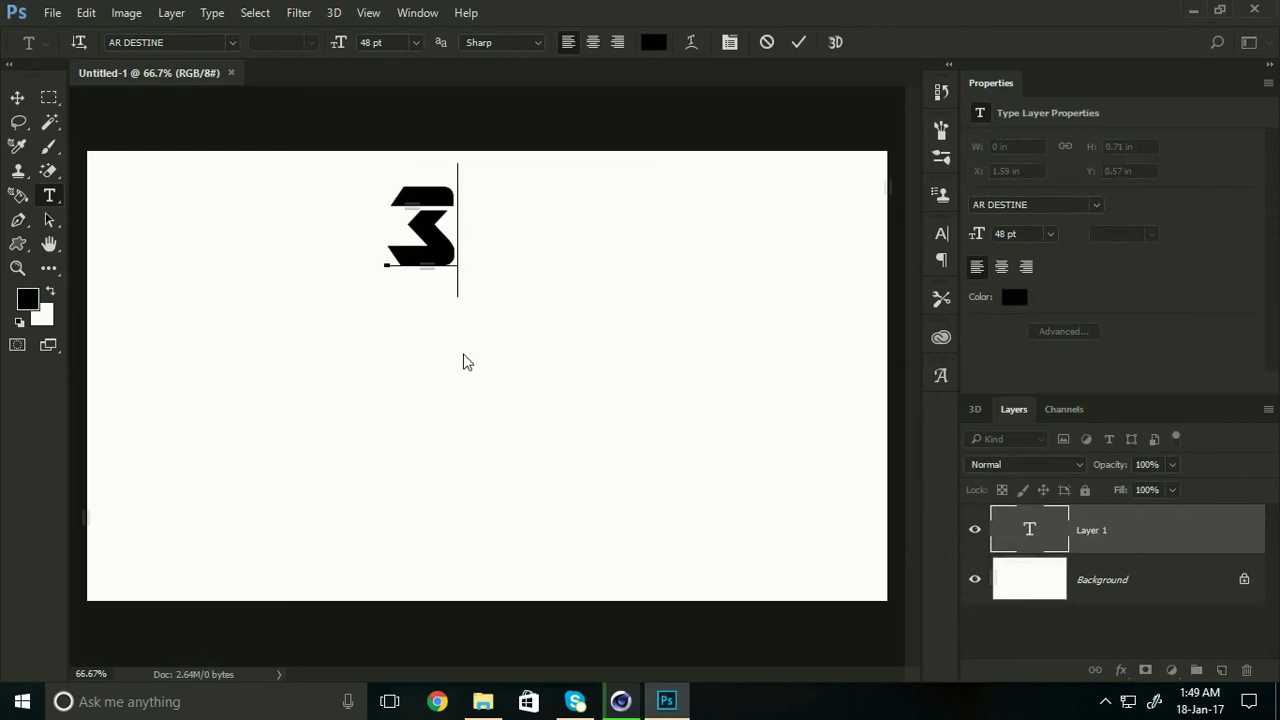 Ps File Edit Image Layer Type Select Filter 3D View Window Help
T AR DESTINE 48 pt aa Sharp 3D
Untitled-1 @ 66.7% (RGB/8#) ×
Properties
T Type Layer Properties
W: 0 in H: 0.71 in
X: 1.59 in Y: 0.57 in
AR DESTINE
48 pt
Color:
Advanced...
3
3D Layers Channels
Kind
Normal Opacity: 100%
Lock: Fill: 100%
T Layer 1
Background
66.67% Doc: 2.64M/0 bytes
Ask me anything
Ps
1:49 AM
18-Jan-17